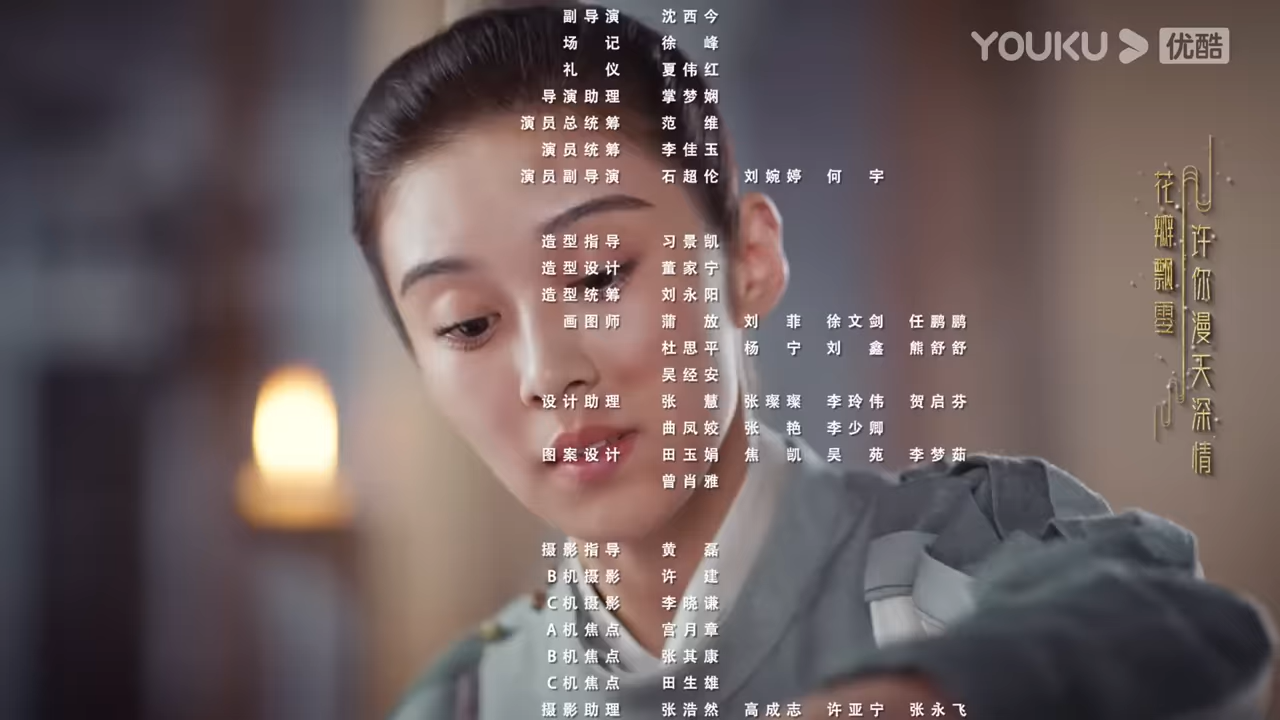 副导演 沈西今
场记 徐峰
礼仪 夏伟红
导演助理 掌梦娴
演员总统筹 范维
演员统筹 李佳玉
演员副导演 石超伦 刘婉婷 何宇
造型指导 习景凯
造型设计 董家宁
造型统筹 刘永阳
画图师 蒲放 刘菲 徐文剑 任鹏鹏
杜思平 杨宁 刘鑫 熊舒舒
吴经安
设计助理 张慧 张璨璨 李玲伟 贺启芬
曲凤姣 张艳 李少卿
图案设计 田玉娟 焦凯 吴苑 李梦茹
曾肖雅
摄影指导 黄磊
B机摄影 许建
C机摄影 李晓谦
A机焦点 宫月章
B机焦点 张其康
C机焦点 田生雄
摄影助理 张浩然 高成志 许亚宁 张永飞
YOUKU 优酷
花瓣飘零
许你漫天深情